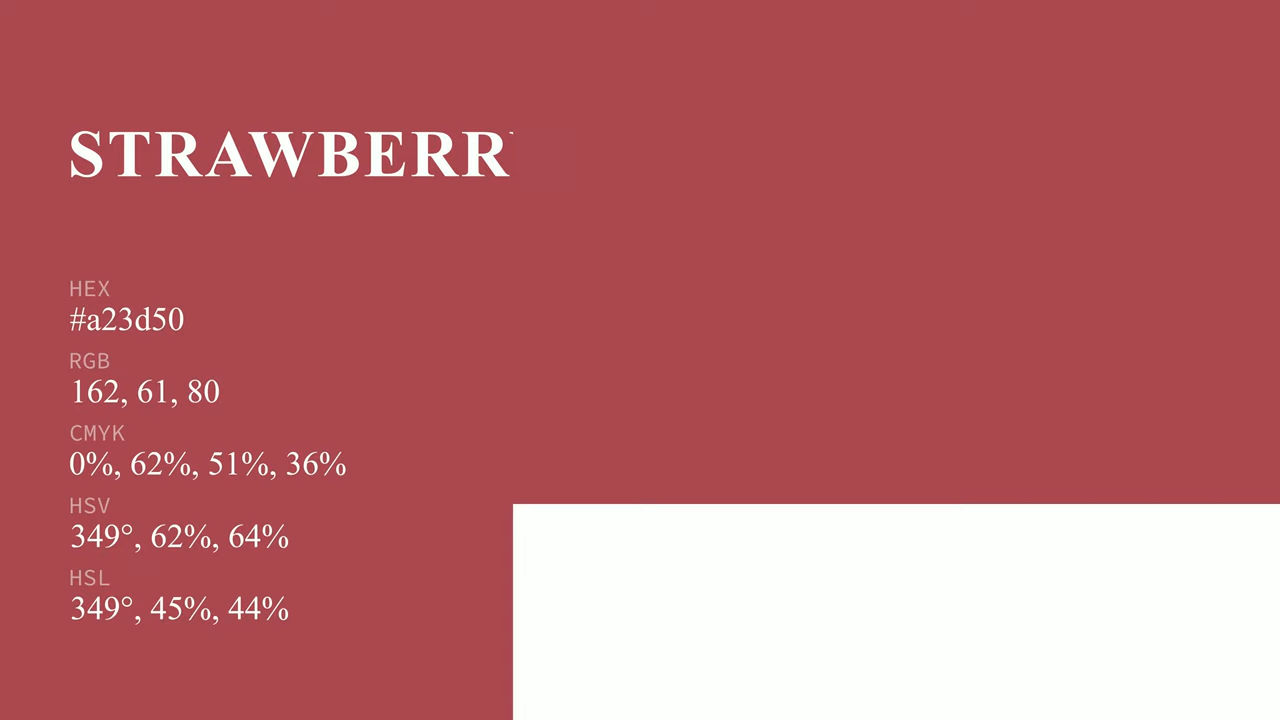 STRAWBERR
HEX
#a23d50
RGB
162, 61, 80
CMYK
0%, 62%, 51%, 36%
HSV
349°, 62%, 64%
HSL
349°, 45%, 44%